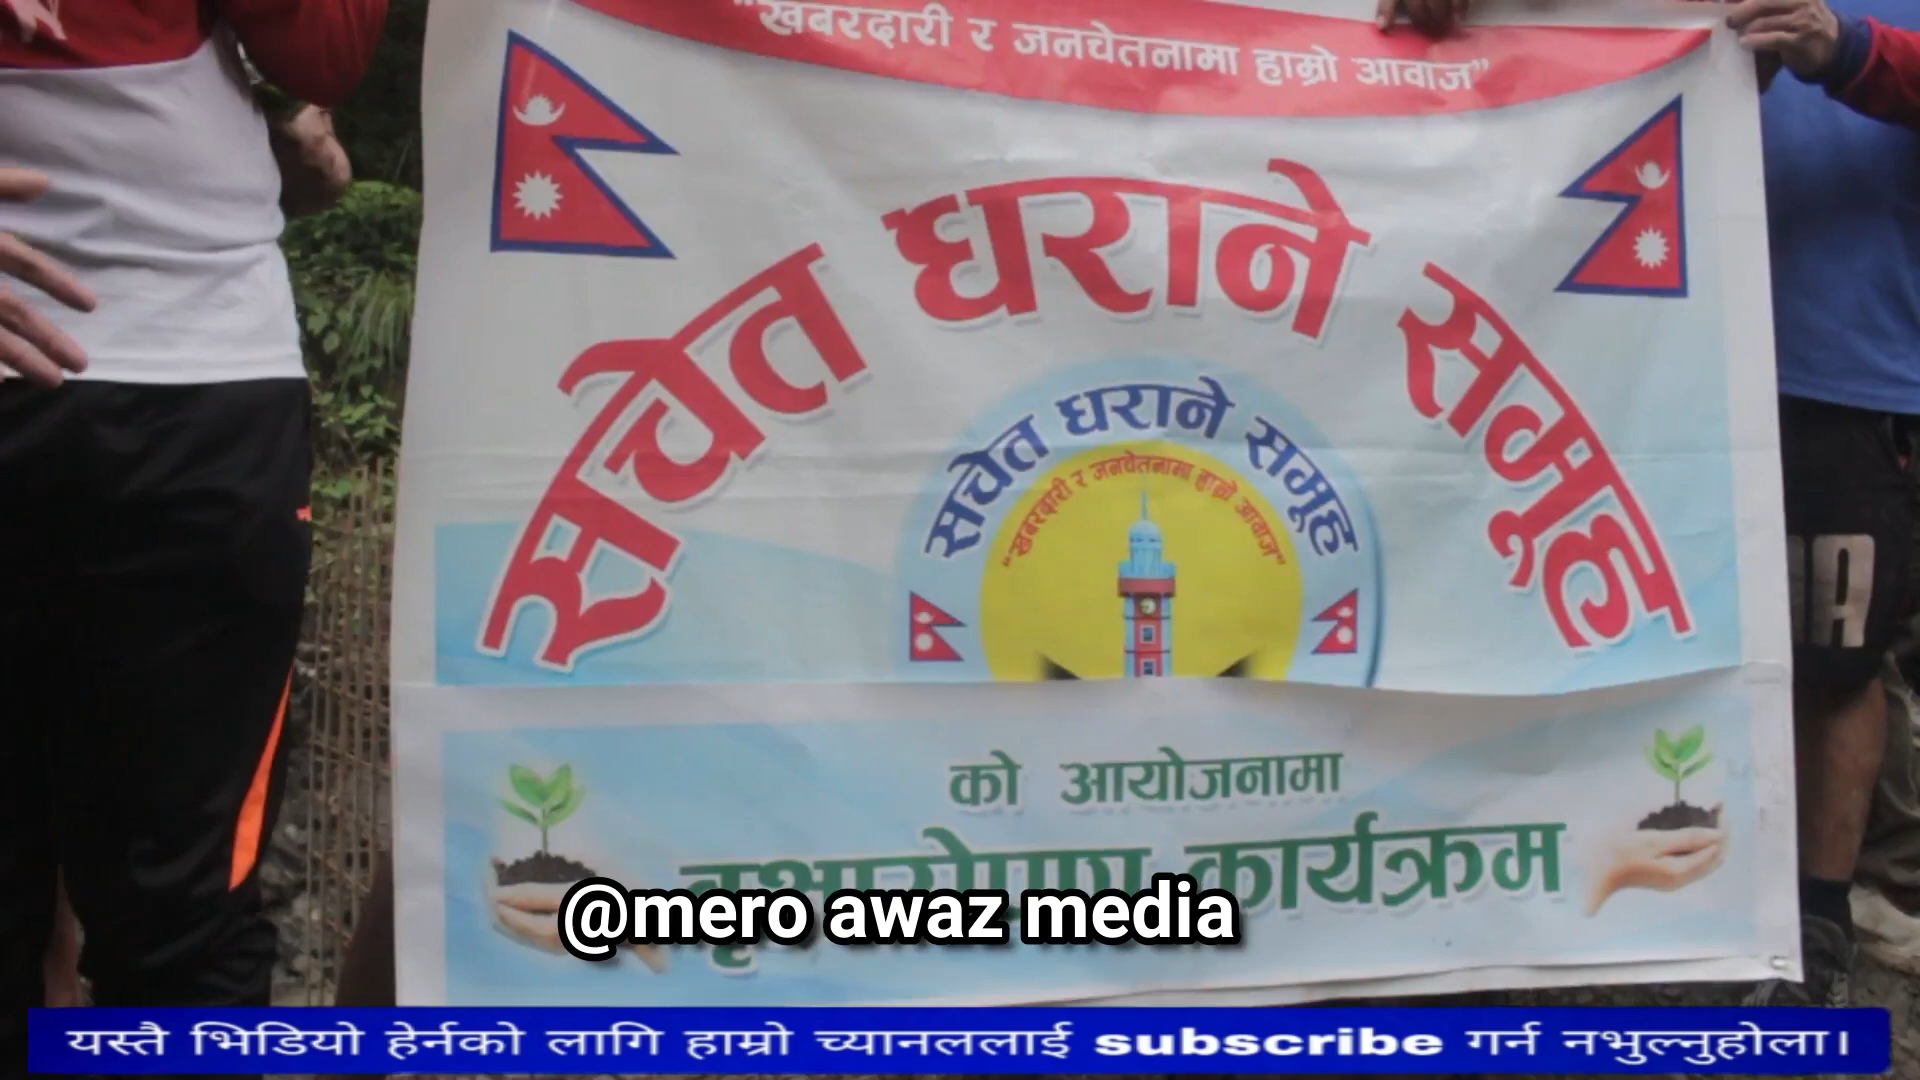 "खबरदारी र जनचेतनामा हाम्रो आवाज"
सचेत धराने समूह
सचेत धराने समूह
"खबरदारी र जनचेतनामा हाम्रो आवाज"
को आयोजनामा
वृक्षारोपण कार्यक्रम
@mero awaz media
यस्तै भिडियो हेर्नको लागि हाम्रो च्यानललाई subscribe गर्न नभुल्नुहोला।